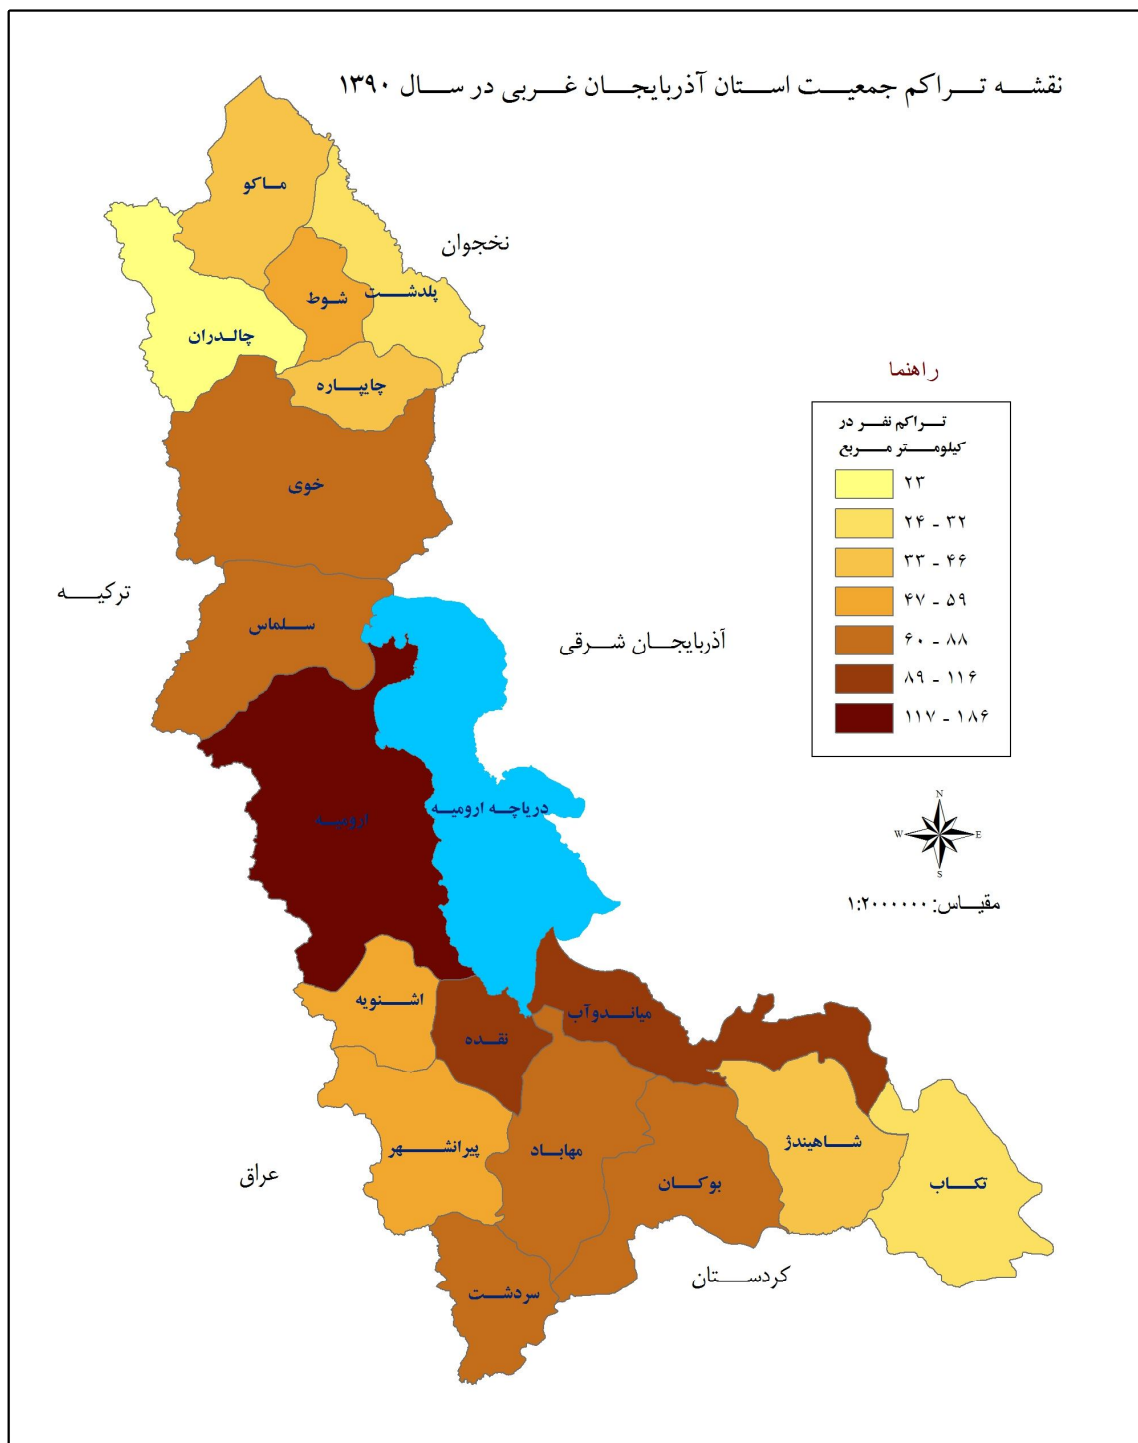 نقشه تراکم جمعیت استان آذربایجان غربی در سال ۱۳۹۰
ماکو
نخجوان
پلدشت
شوط
چالدران
چایپاره
راهنما
تراکم نفر در
کیلومتر مربع
۲۳
۲۴ - ۳۲
۳۳ - ۴۶
۴۷ - ۵۹
۶۰ - ۸۸
۸۹ - ۱۱۶
۱۱۷ - ۱۸۶
خوی
ترکیه
سلماس
آذربایجان شرقی
ارومیه
دریاچه ارومیه
N
W
E
S
مقیاس: ۱:۲۰۰۰۰۰۰
اشنویه
نقده
میاندوآب
پیرانشهر
مهاباد
بوکان
شاهیندژ
تکاب
عراق
کردستان
سردشت